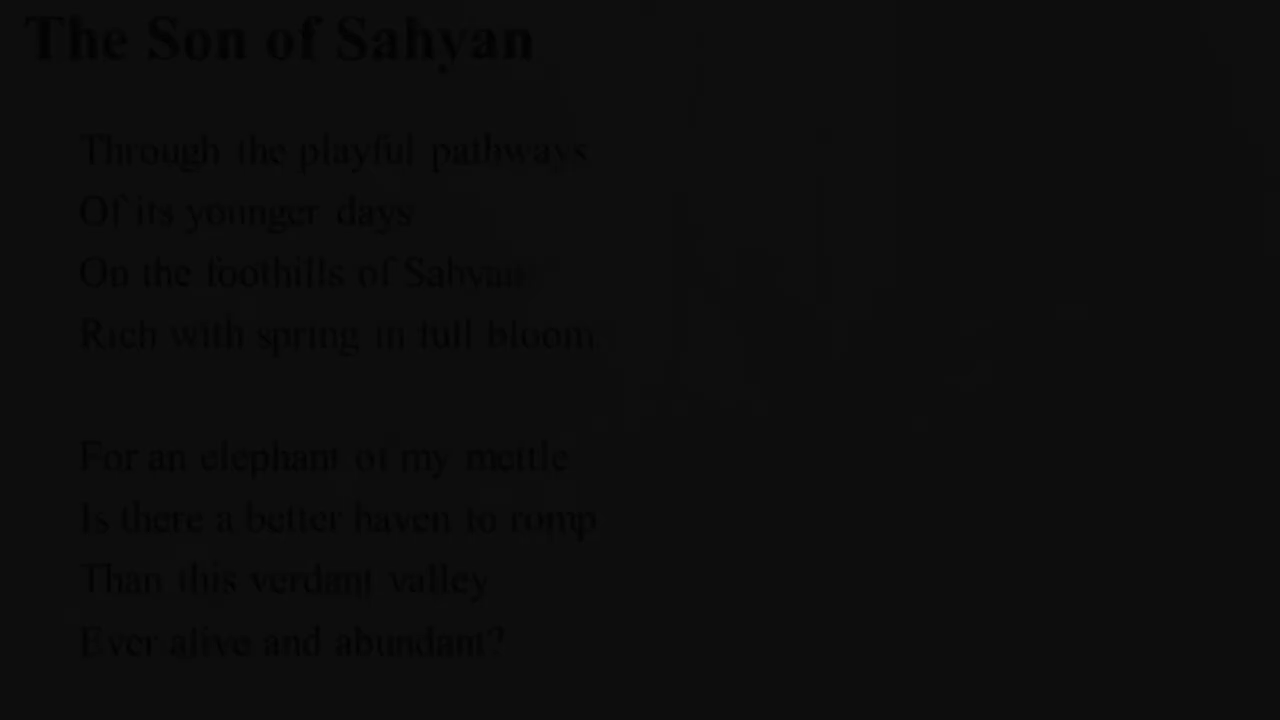 The Son of Sahyan
Through the playful pathways
Of its younger days
On the foothills of Sahyan
Rich with spring in full bloom
For an elephant of my mettle
Is there a better haven to romp
Than this verdant valley
Ever alive and abundant?